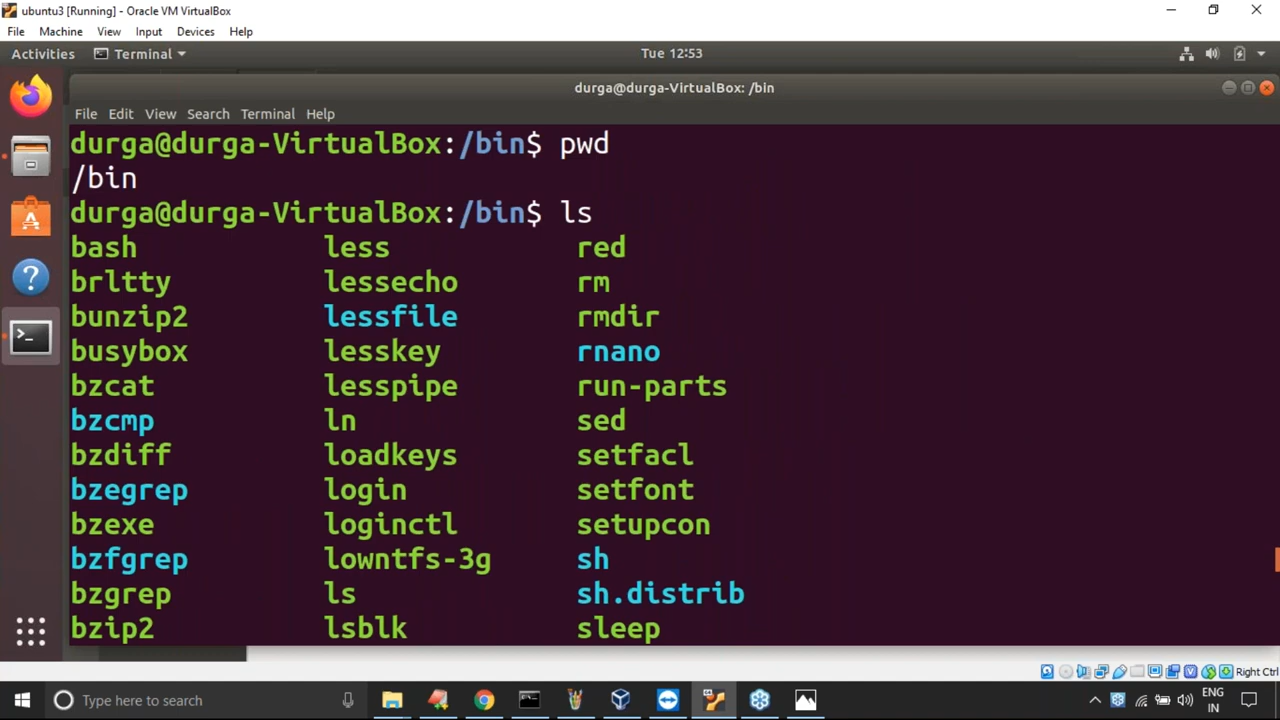 ubuntu3 [Running] - Oracle VM VirtualBox
File Machine View Input Devices Help
Activities Terminal Tue 12:53
durga@durga-VirtualBox: /bin
File Edit View Search Terminal Help
durga@durga-VirtualBox:/bin$ pwd
/bin
durga@durga-VirtualBox:/bin$ ls
bash less red
brltty lessecho rm
bunzip2 lessfile rmdir
busybox lesskey rnano
bzcat lesspipe run-parts
bzcmp ln sed
bzdiff loadkeys setfacl
bzegrep login setfont
bzexe loginctl setupcon
bzfgrep lowntfs-3g sh
bzgrep ls sh.distrib
bzip2 lsblk sleep
Right Ctrl
Type here to search
ENG
IN